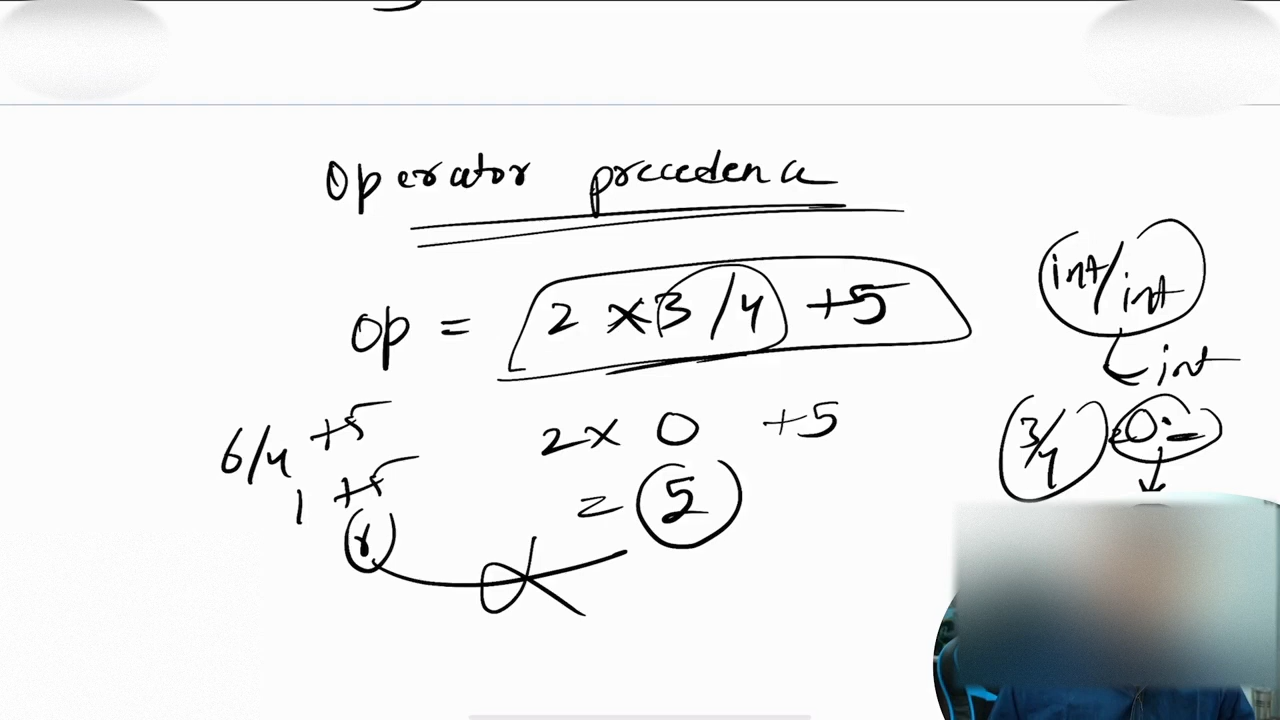 Operator precedence
op = 2 × 3 / 4 + 5
int/int
int
2 × 0 + 5
= 5
6/4 + 5
1 + 5
3/4